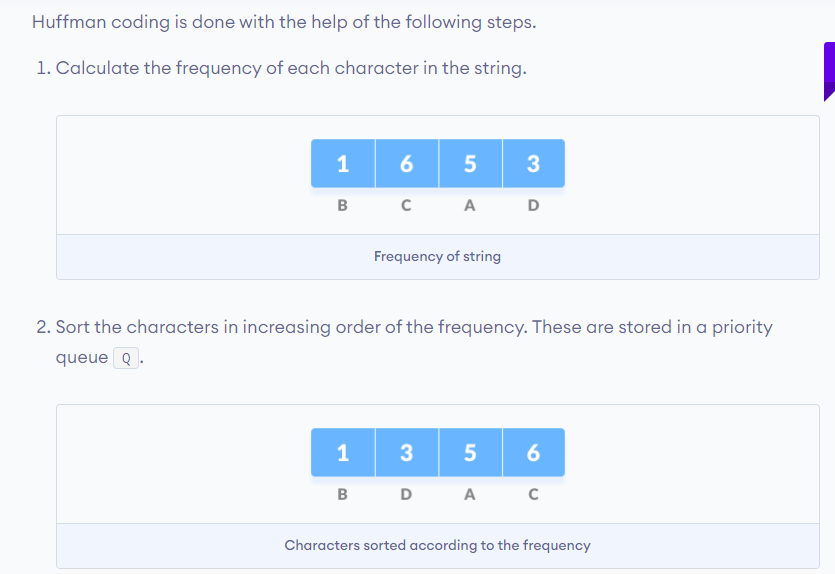 Huffman coding is done with the help of the following steps.
1. Calculate the frequency of each character in the string.
1 6 5 3
B C A D
Frequency of string
2. Sort the characters in increasing order of the frequency. These are stored in a priority
queue Q.
1 3 5 6
B D A C
Characters sorted according to the frequency